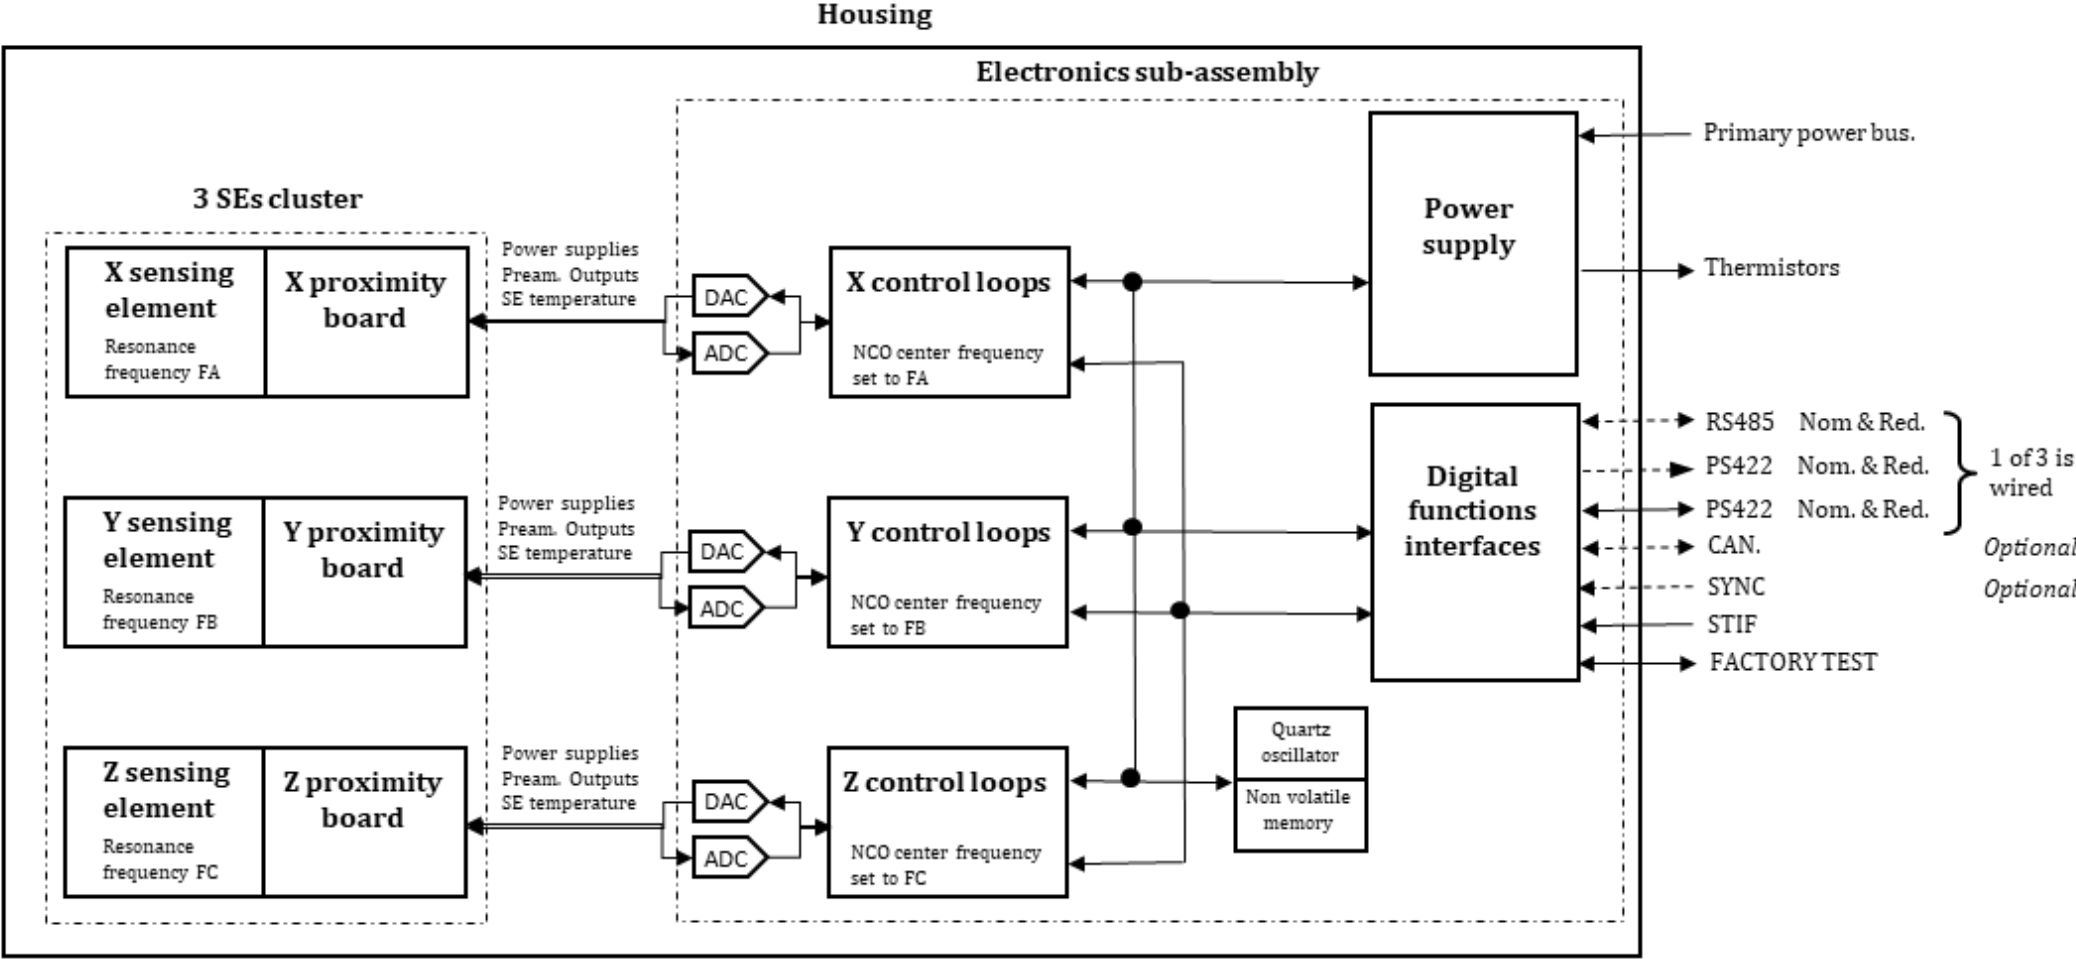 Housing
Electronics sub-assembly
Primary power bus.
Power
supply
Thermistors
3 SEs cluster
X sensing
element
Resonance
frequency FA
X proximity
board
Power supplies
Pream. Outputs
SE temperature
DAC
ADC
X control loops
NCO center frequency
set to FA
RS485 Nom & Red.
PS422 Nom. & Red.
PS422 Nom. & Red.
1 of 3 is
wired
CAN.
Optional
SYNC
Optional
STIF
FACTORY TEST
Digital
functions
interfaces
Y sensing
element
Resonance
frequency FB
Y proximity
board
Power supplies
Pream. Outputs
SE temperature
DAC
ADC
Y control loops
NCO center frequency
set to FB
Quartz
oscillator
Non volatile
memory
Z sensing
element
Resonance
frequency FC
Z proximity
board
Power supplies
Pream. Outputs
SE temperature
DAC
ADC
Z control loops
NCO center frequency
set to FC